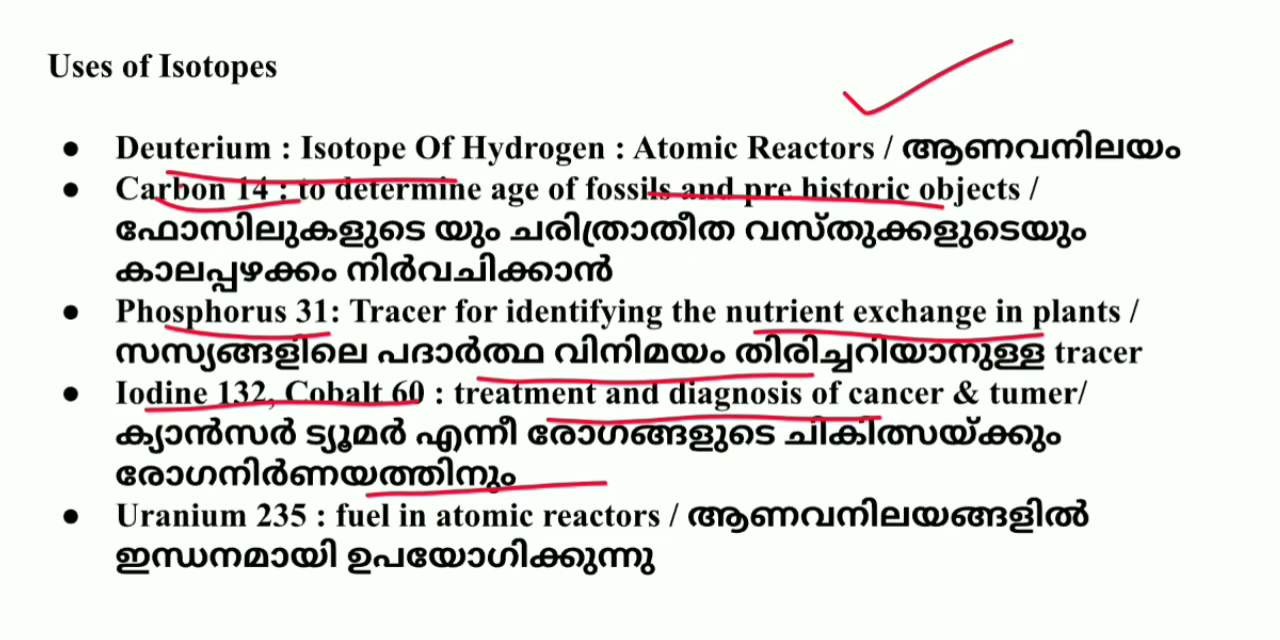 Uses of Isotopes
● Deuterium : Isotope Of Hydrogen : Atomic Reactors / ആണവനിലയം
● Carbon 14 : to determine age of fossils and pre historic objects /
ഫോസിലുകളുടെ യും ചരിത്രാതീത വസ്തുക്കളുടെയും
കാലപ്പഴക്കം നിർവചിക്കാൻ
● Phosphorus 31: Tracer for identifying the nutrient exchange in plants /
സസ്യങ്ങളിലെ പദാർത്ഥ വിനിമയം തിരിച്ചറിയാനുള്ള tracer
● Iodine 132, Cobalt 60 : treatment and diagnosis of cancer & tumer/
ക്യാൻസർ ട്യൂമർ എന്നീ രോഗങ്ങളുടെ ചികിത്സയ്ക്കും
രോഗനിർണയത്തിനും
● Uranium 235 : fuel in atomic reactors / ആണവനിലയങ്ങളിൽ
ഇന്ധനമായി ഉപയോഗിക്കുന്നു